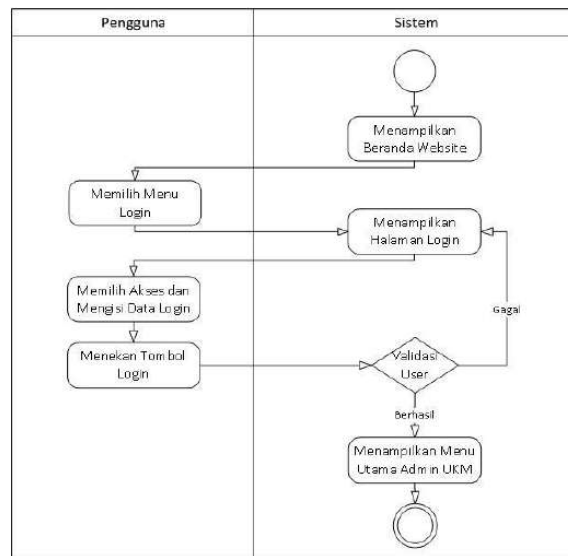 Pengguna
Sistem
Menampilkan
Beranda Website
Memilih Menu
Login
Menampilkan
Halaman Login
Memilih Akses dan
Mengisi Data Login
Gagal
Menekan Tombol
Login
Validasi
User
Berhasil
Menampilkan Menu
Utama Admin UKM